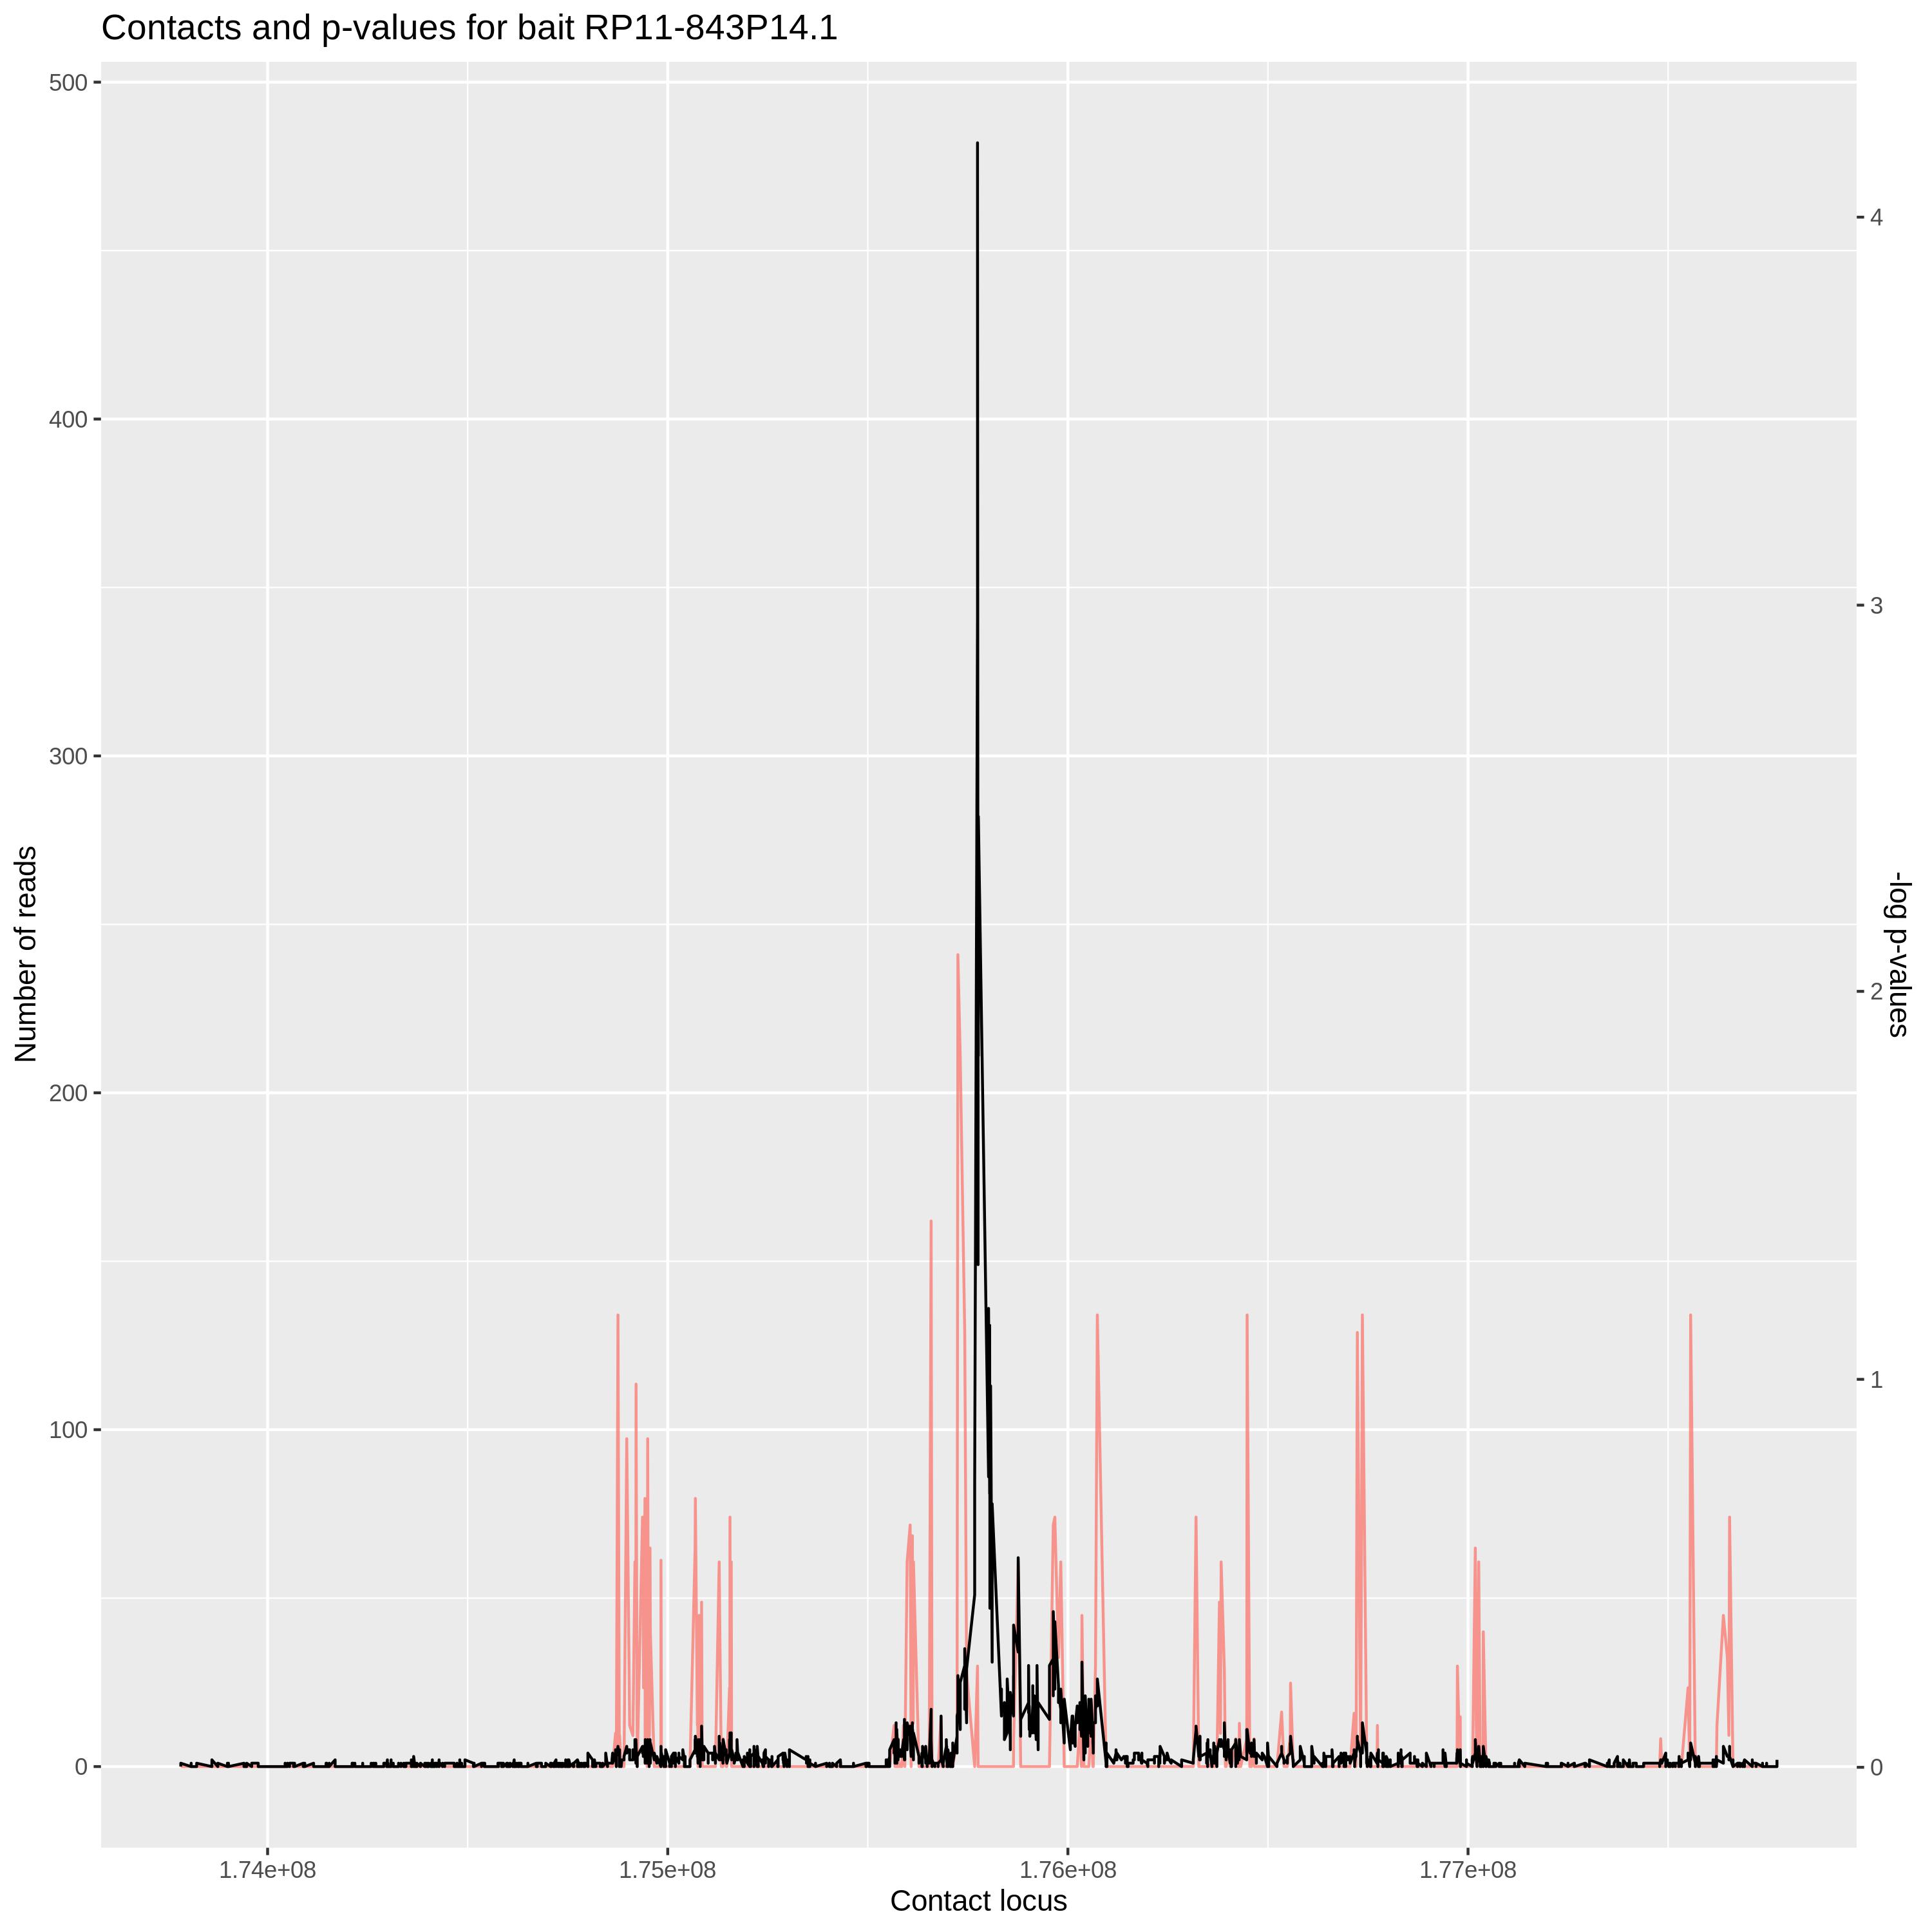 Contacts and p-values for bait RP11-843P14.1
500
400
300
200
100
0
Number of reads
4
3
2
1
0
-log p-values
1.74e+08
1.75e+08
1.76e+08
1.77e+08
Contact locus